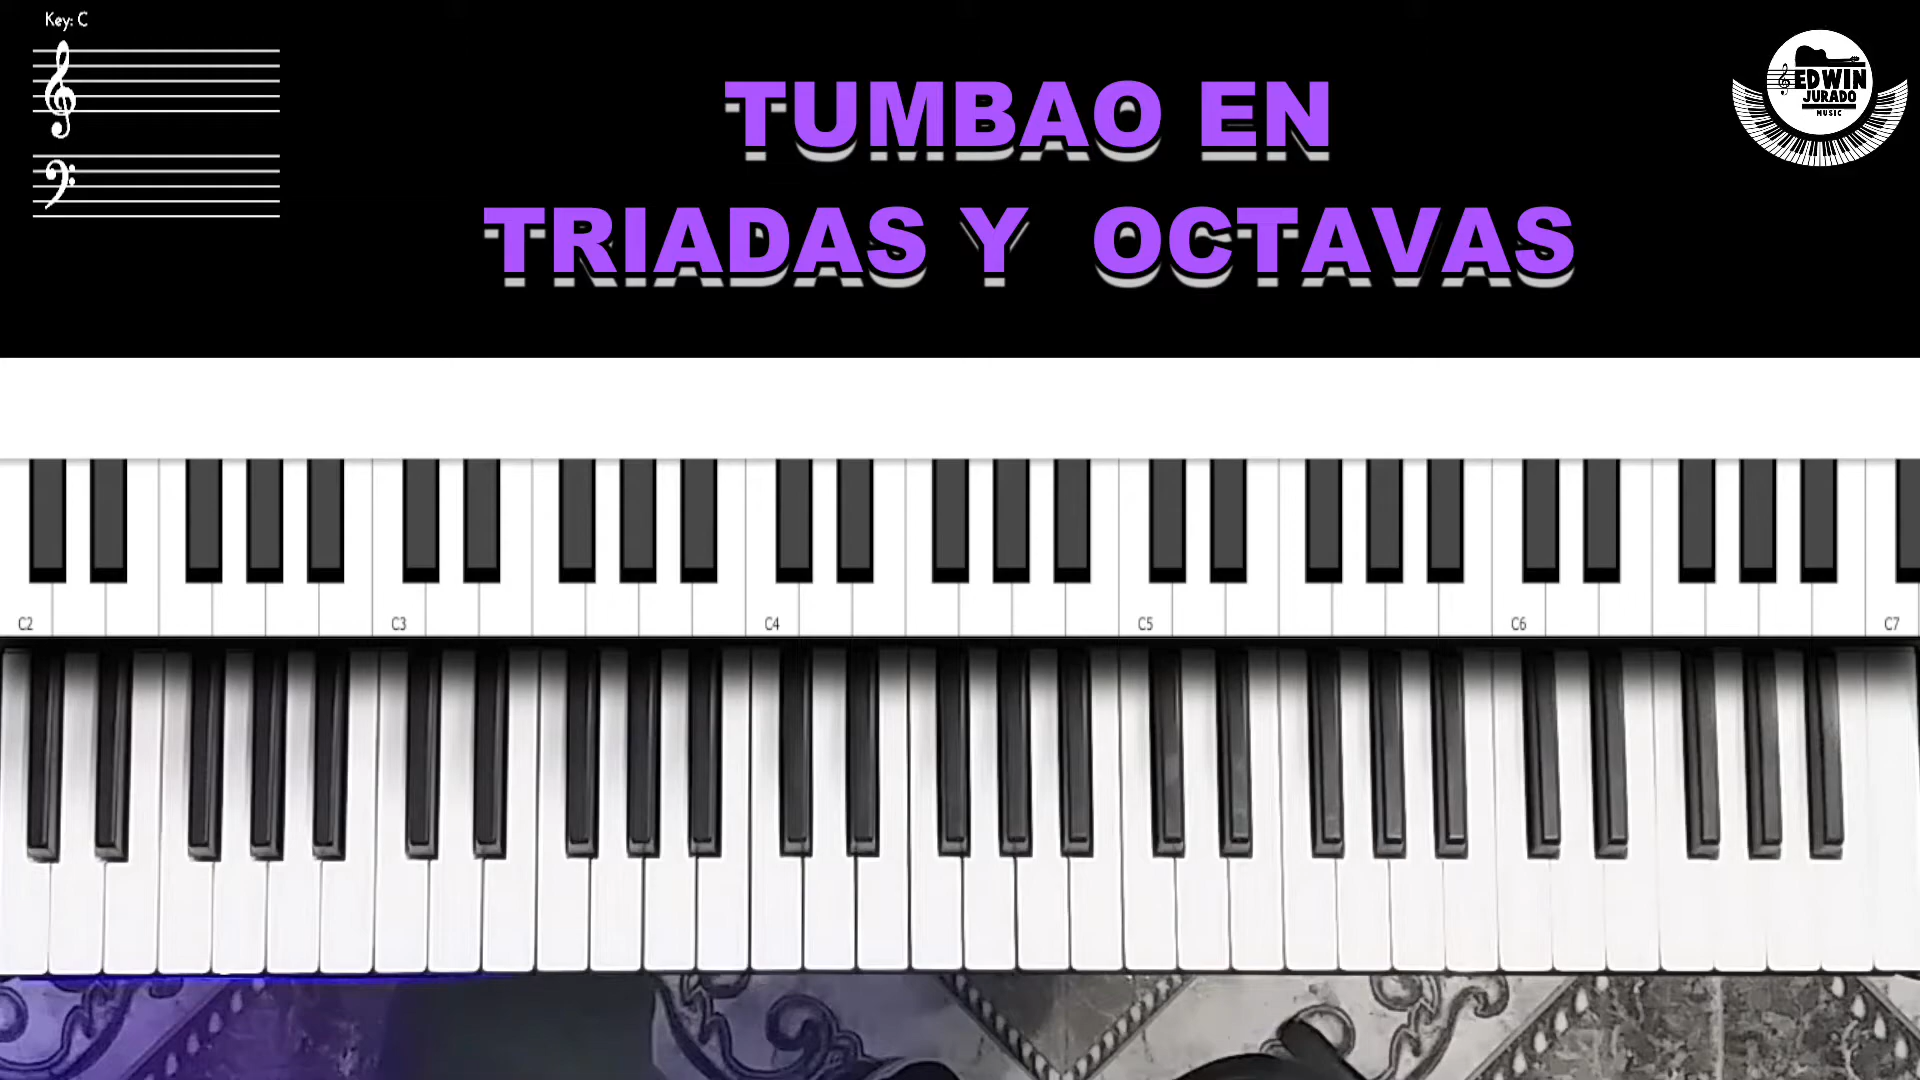 Key: C
TUMBAO EN
TRIADAS Y OCTAVAS
EDWIN
JURADO
MUSIC
C2 C3 C4 C5 C6 C7